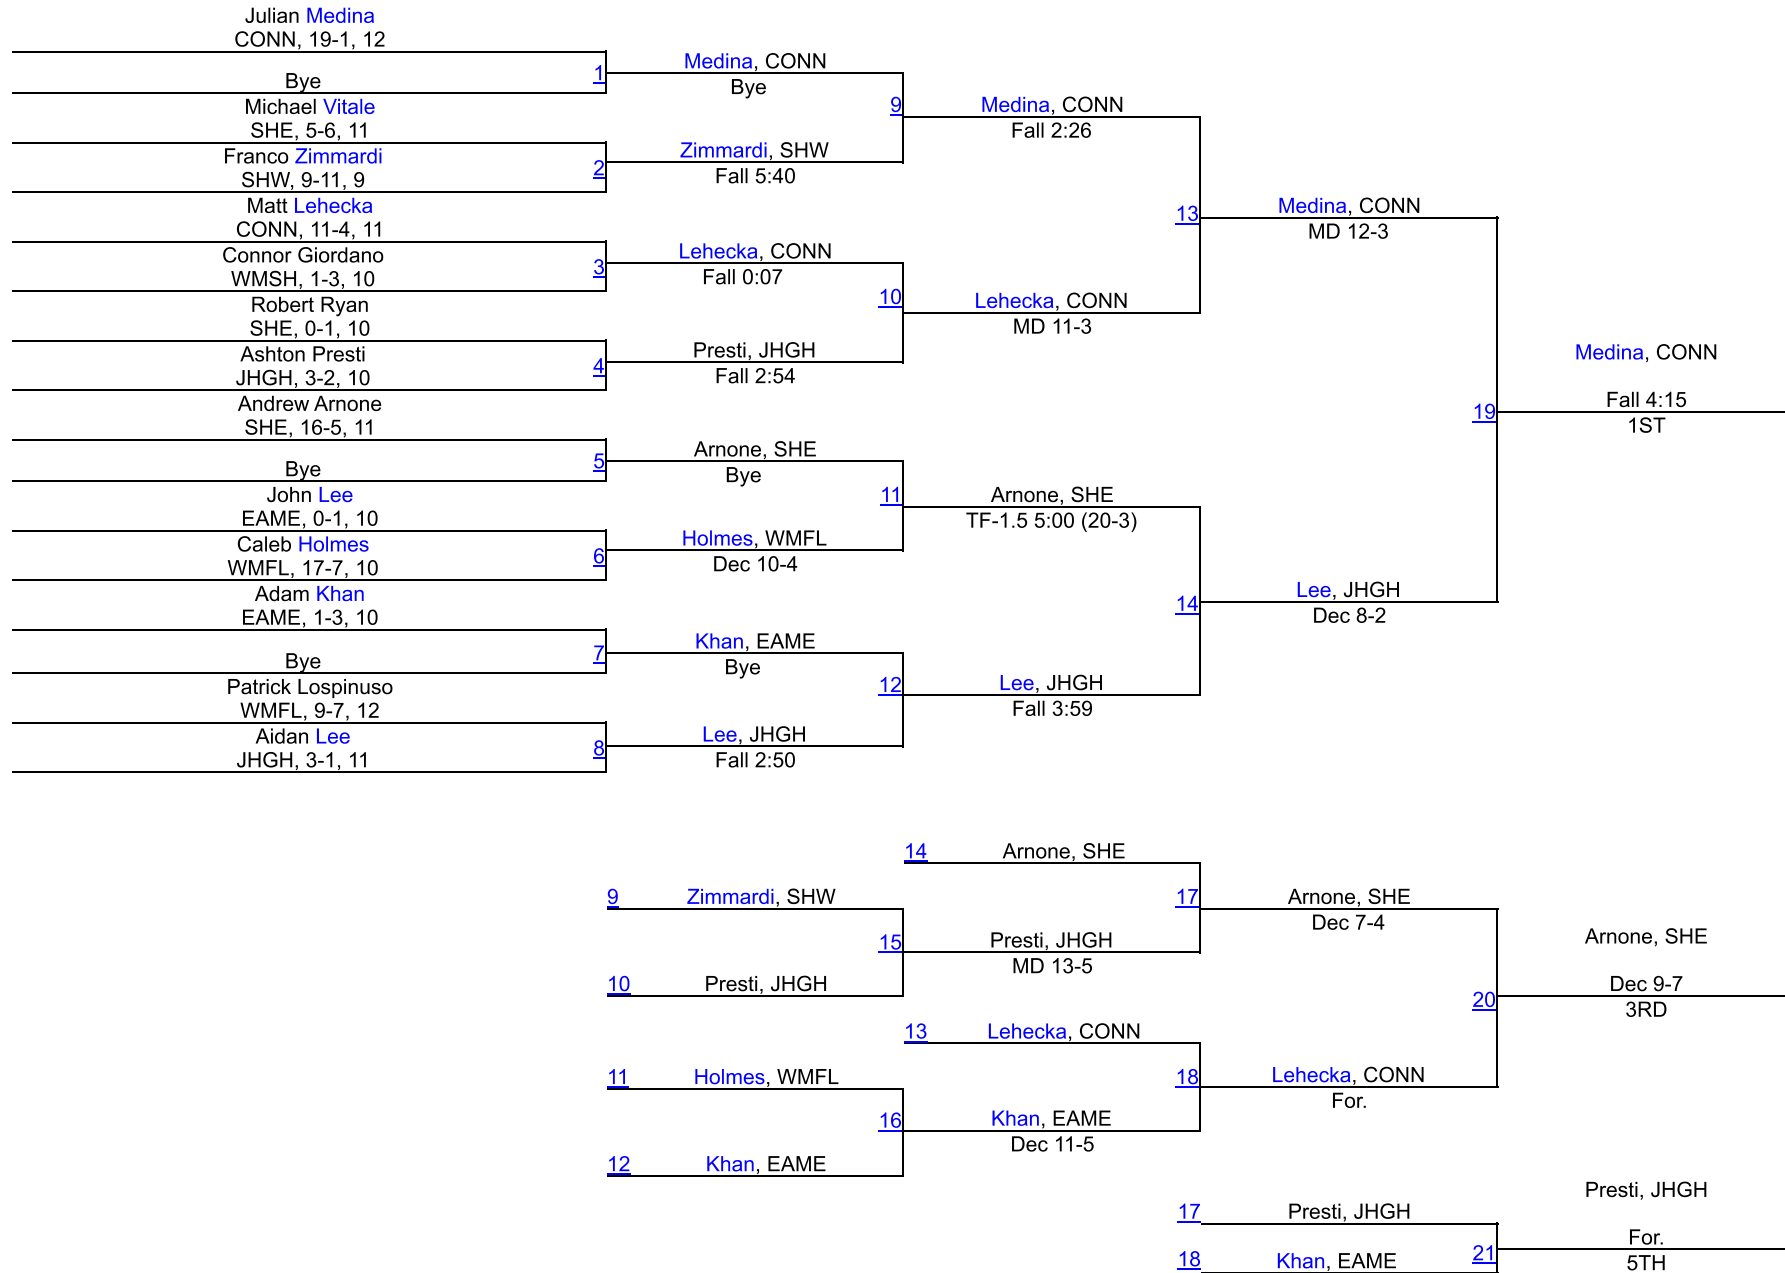 Julian Medina
CONN, 19-1, 12
Bye
1
Michael Vitale
SHE, 5-6, 11
Franco Zimmardi
SHW, 9-11, 9
2
Matt Lehecka
CONN, 11-4, 11
Connor Giordano
WMSH, 1-3, 10
3
Robert Ryan
SHE, 0-1, 10
Ashton Presti
JHGH, 3-2, 10
4
Andrew Arnone
SHE, 16-5, 11
Bye
5
John Lee
EAME, 0-1, 10
Caleb Holmes
WMFL, 17-7, 10
6
Adam Khan
EAME, 1-3, 10
Bye
7
Patrick Lospinuso
WMFL, 9-7, 12
Aidan Lee
JHGH, 3-1, 11
8
Medina, CONN
Bye
9
Zimmardi, SHW
Fall 5:40
Lehecka, CONN
Fall 0:07
10
Presti, JHGH
Fall 2:54
Arnone, SHE
Bye
11
Holmes, WMFL
Dec 10-4
Khan, EAME
Bye
12
Lee, JHGH
Fall 2:50
Medina, CONN
Fall 2:26
13
Lehecka, CONN
MD 11-3
Arnone, SHE
TF-1.5 5:00 (20-3)
14
Lee, JHGH
Fall 3:59
Medina, CONN
MD 12-3
19
Lee, JHGH
Dec 8-2
Medina, CONN
Fall 4:15
1ST
14 Arnone, SHE
9 Zimmardi, SHW
17
15
Presti, JHGH
MD 13-5
10 Presti, JHGH
Arnone, SHE
Dec 7-4
13 Lehecka, CONN
11 Holmes, WMFL
18
16
Khan, EAME
Dec 11-5
12 Khan, EAME
Lehecka, CONN
For.
20
Arnone, SHE
Dec 9-7
3RD
17 Presti, JHGH
18 Khan, EAME
21
Presti, JHGH
For.
5TH